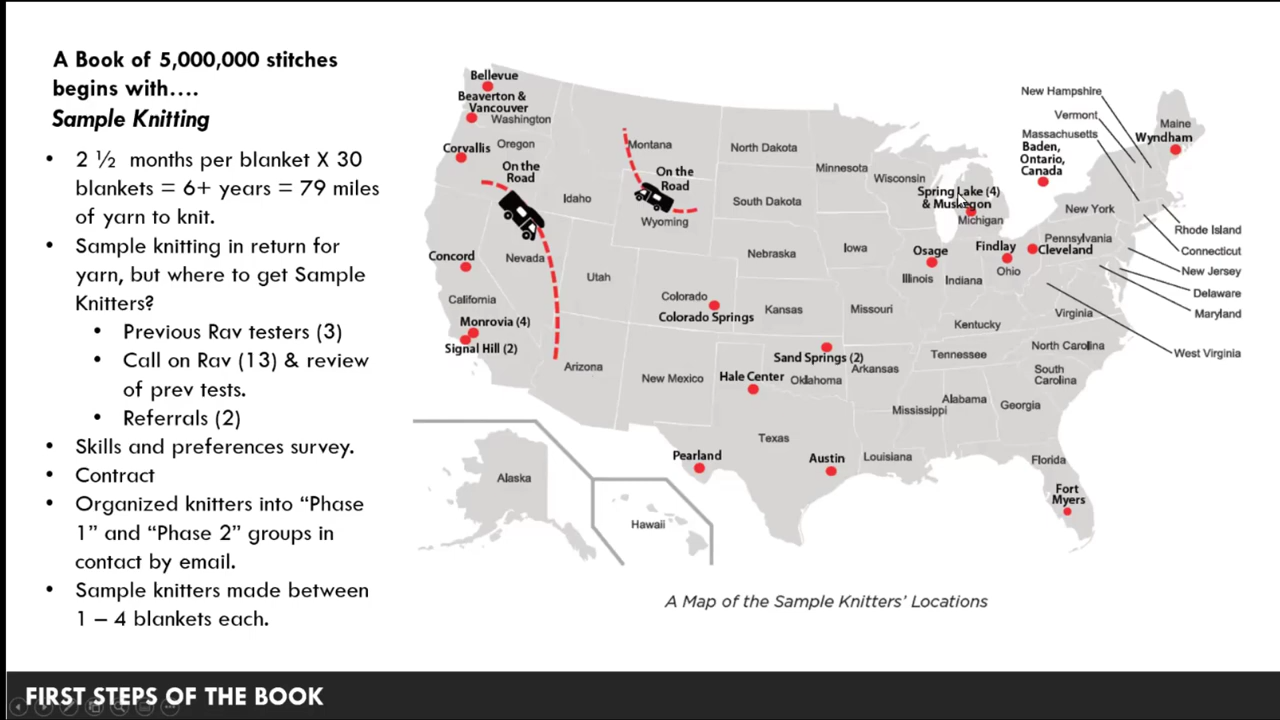 A Book of 5,000,000 stitches
begins with….
Sample Knitting
• 2 ½ months per blanket X 30
blankets = 6+ years = 79 miles
of yarn to knit.
• Sample knitting in return for
yarn, but where to get Sample
Knitters?
• Previous Rav testers (3)
• Call on Rav (13) & review
of prev tests.
• Referrals (2)
• Skills and preferences survey.
• Contract
• Organized knitters into “Phase
1” and “Phase 2” groups in
contact by email.
• Sample knitters made between
1 – 4 blankets each.
Bellevue
Beaverton &
Vancouver
Washington
Corvallis
Oregon
On the
Road
Idaho
Montana
On the
Road
Wyoming
North Dakota
South Dakota
Minnesota
Wisconsin
Spring Lake (4)
& Muskegon
Michigan
New Hampshire
Vermont
Massachusetts
Baden,
Ontario,
Canada
Maine
Wyndham
New York
Rhode Island
Connecticut
New Jersey
Delaware
Maryland
West Virginia
Pennsylvania
Cleveland
Findlay
Ohio
Osage
Illinois
Indiana
Iowa
Nebraska
Concord
Nevada
Utah
California
Colorado
Colorado Springs
Kansas
Missouri
Kentucky
Virginia
Monrovia (4)
Signal Hill (2)
Arizona
New Mexico
Sand Springs (2)
Hale Center
Oklahoma
Arkansas
Tennessee
North Carolina
South
Carolina
Mississippi
Alabama
Georgia
Texas
Pearland
Austin
Louisiana
Florida
Fort
Myers
Alaska
Hawaii
A Map of the Sample Knitters’ Locations
FIRST STEPS OF THE BOOK